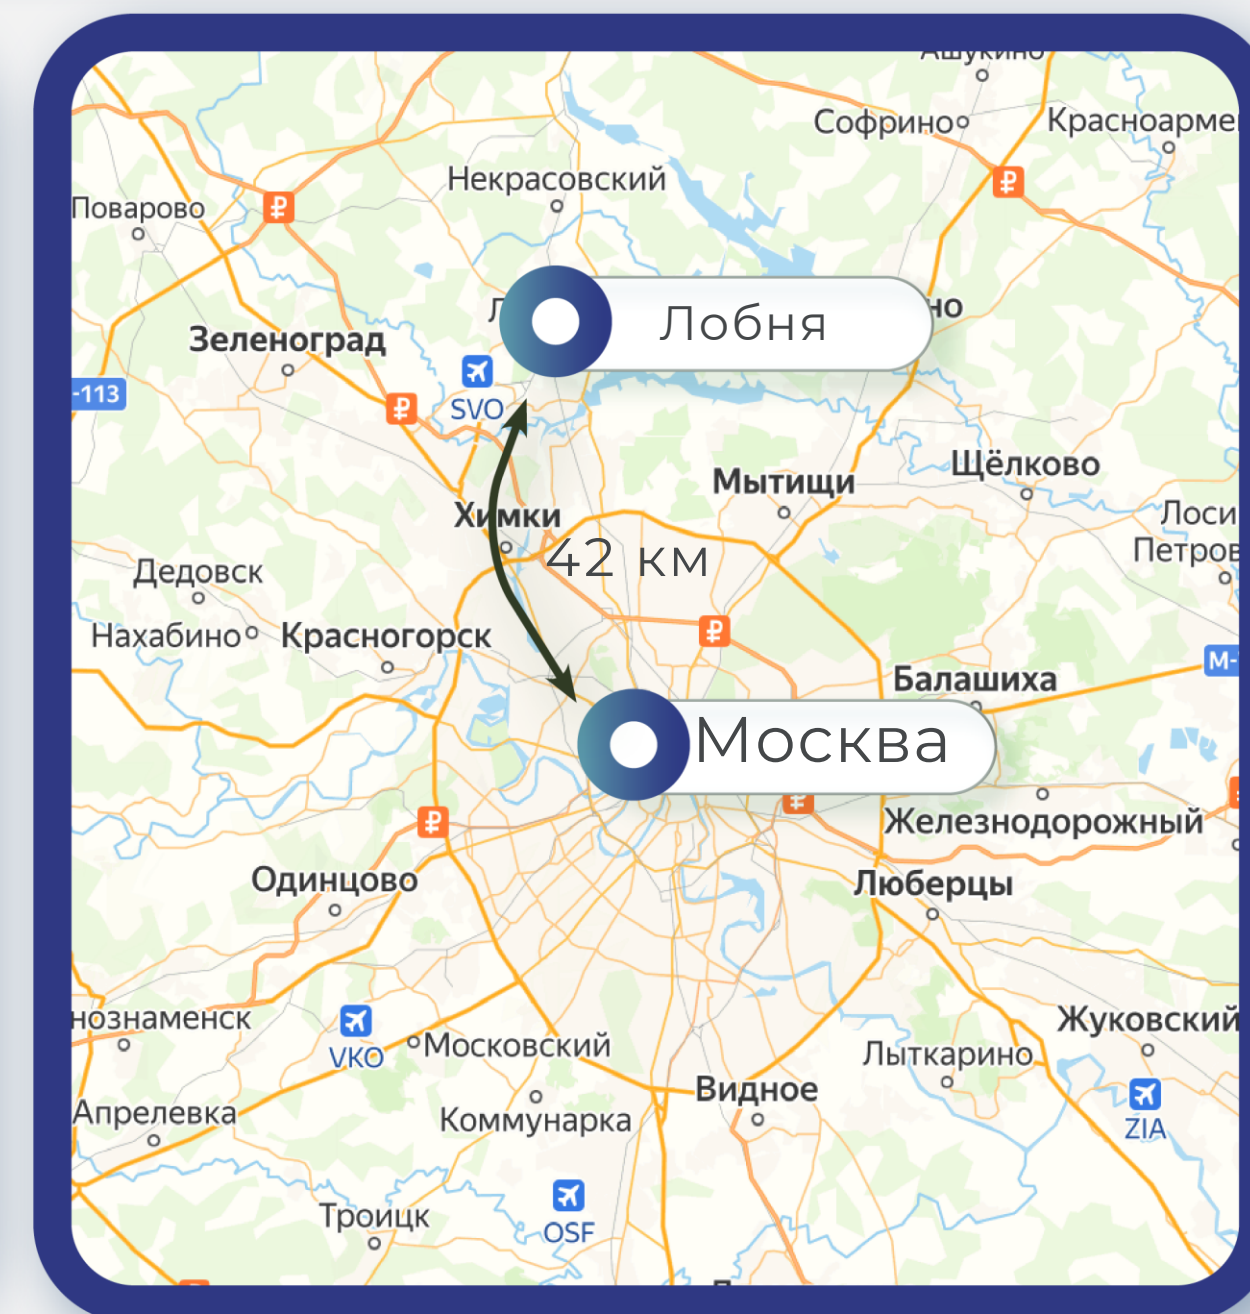 Ашукино
Софрино
Красноарме
Некрасовский
Поварово
Лобня
но
Зеленоград
-113
SVO
Щёлково
Мытищи
Химки
Лоси
Петров
42 км
Дедовск
Нахабино
Красногорск
М-
Балашиха
Москва
Железнодорожный
Одинцово
Люберцы
нознаменск
Жуковский
VKO
Московский
Лыткарино
Видное
Апрелевка
Коммунарка
ZIA
Троицк
OSF